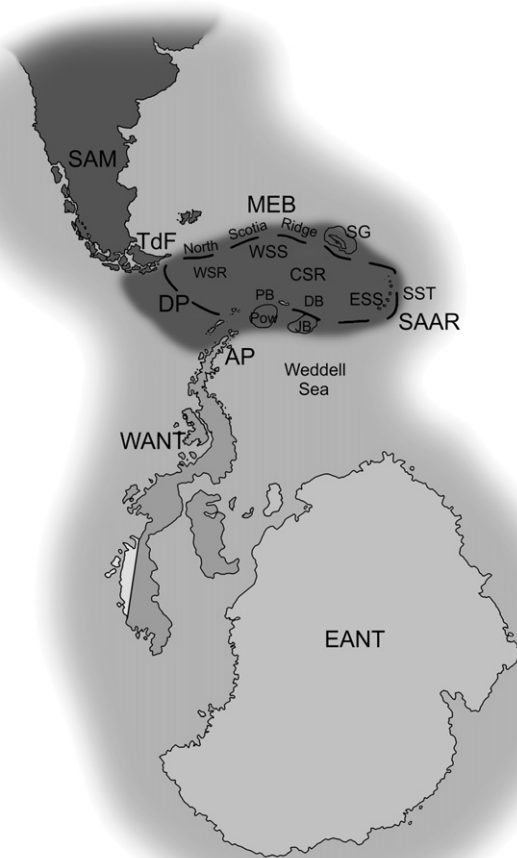 SAM
MEB
TdF
North Scotia Ridge
SG
WSS
WSR
CSR
DP
PB
DB
ESS
SST
Pow
JB
SAAR
AP
Weddell
Sea
WANT
EANT